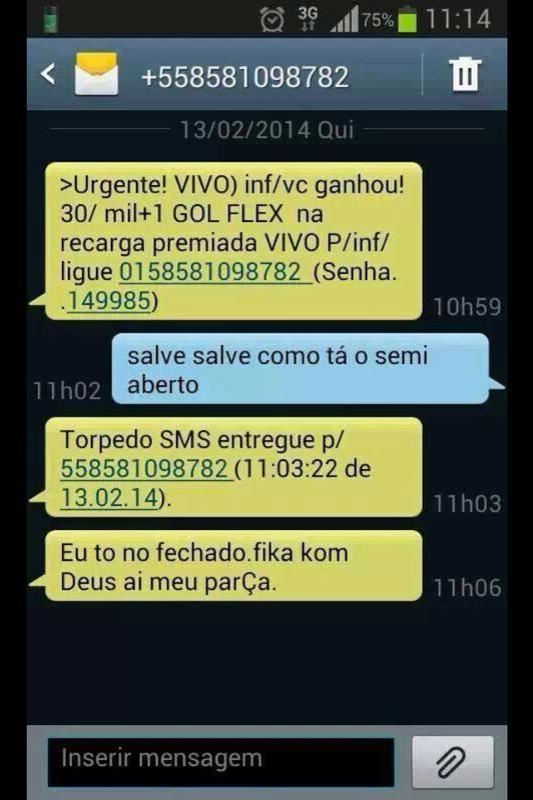 3G 75% 11:14
< +558581098782
13/02/2014 Qui
>Urgente! VIVO) inf/vc ganhou!
30/ mil+1 GOL FLEX  na
recarga premiada VIVO P/inf/
ligue 0158581098782 (Senha.
.149985)
10h59
salve salve como tá o semi
aberto
11h02
Torpedo SMS entregue p/
558581098782 (11:03:22 de
13.02.14).
11h03
Eu to no fechado.fika kom
Deus ai meu parÇa.
11h06
Inserir mensagem